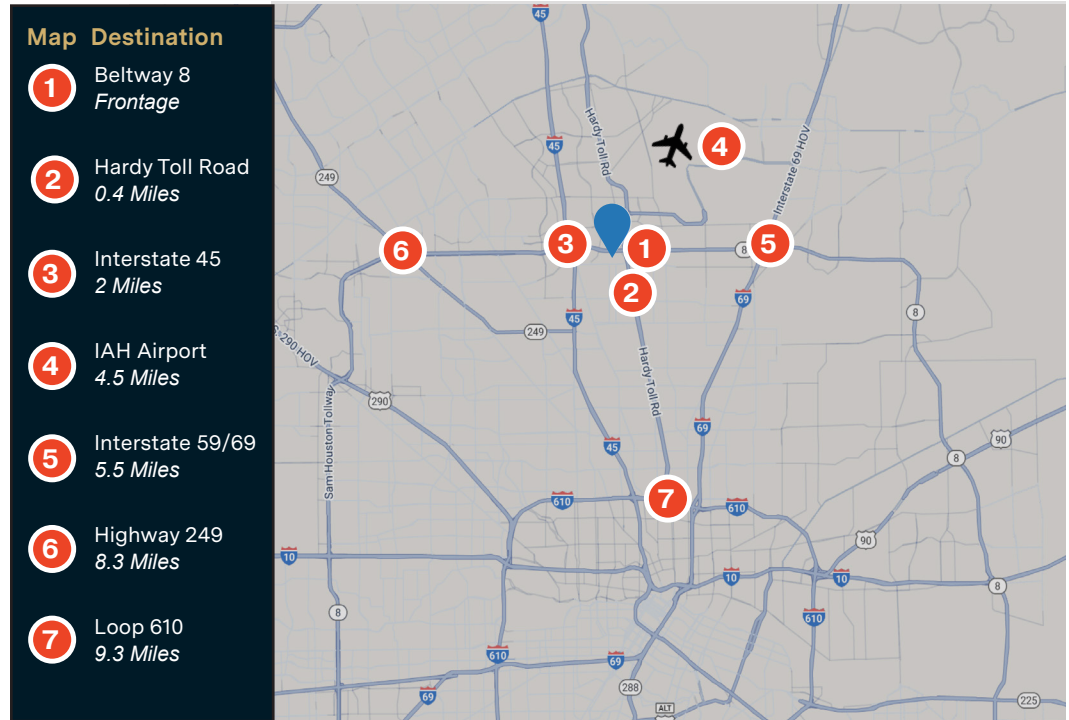 Map Destination
1 Beltway 8
Frontage
2 Hardy Toll Road
0.4 Miles
3 Interstate 45
2 Miles
4 IAH Airport
4.5 Miles
5 Interstate 59/69
5.5 Miles
6 Highway 249
8.3 Miles
7 Loop 610
9.3 Miles
45
Hardy Toll Rd
45
4
Interstate 69 HOV
249
6
3
1
8
5
2
69
8
45
249
290 HOV
Hardy Toll Rd
290
Sam Houston Tollway
69
45
90
8
7
610
610
90
10
10
10
8
8
610
610
69
69
288
ALT
225